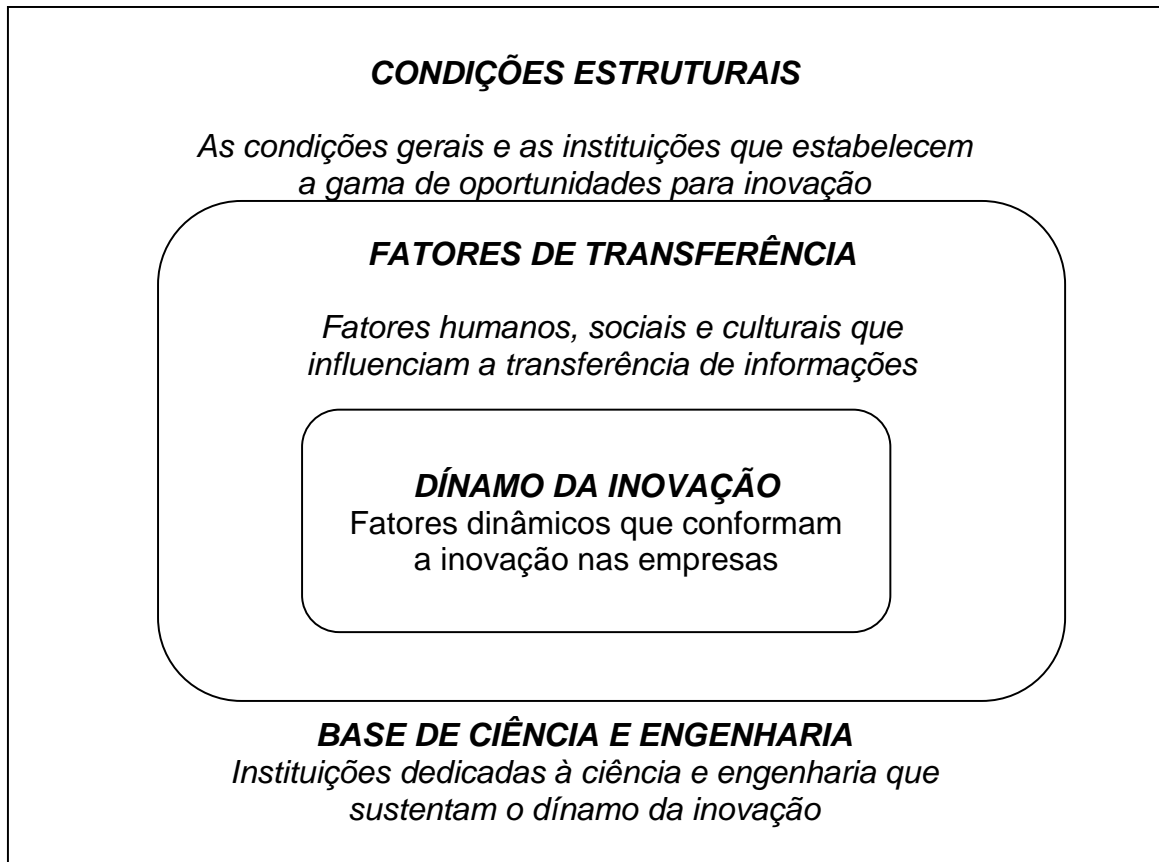 CONDIÇÕES ESTRUTURAIS
As condições gerais e as instituições que estabelecem
a gama de oportunidades para inovação
FATORES DE TRANSFERÊNCIA
Fatores humanos, sociais e culturais que
influenciam a transferência de informações
DÍNAMO DA INOVAÇÃO
Fatores dinâmicos que conformam
a inovação nas empresas
BASE DE CIÊNCIA E ENGENHARIA
Instituições dedicadas à ciência e engenharia que
sustentam o dínamo da inovação